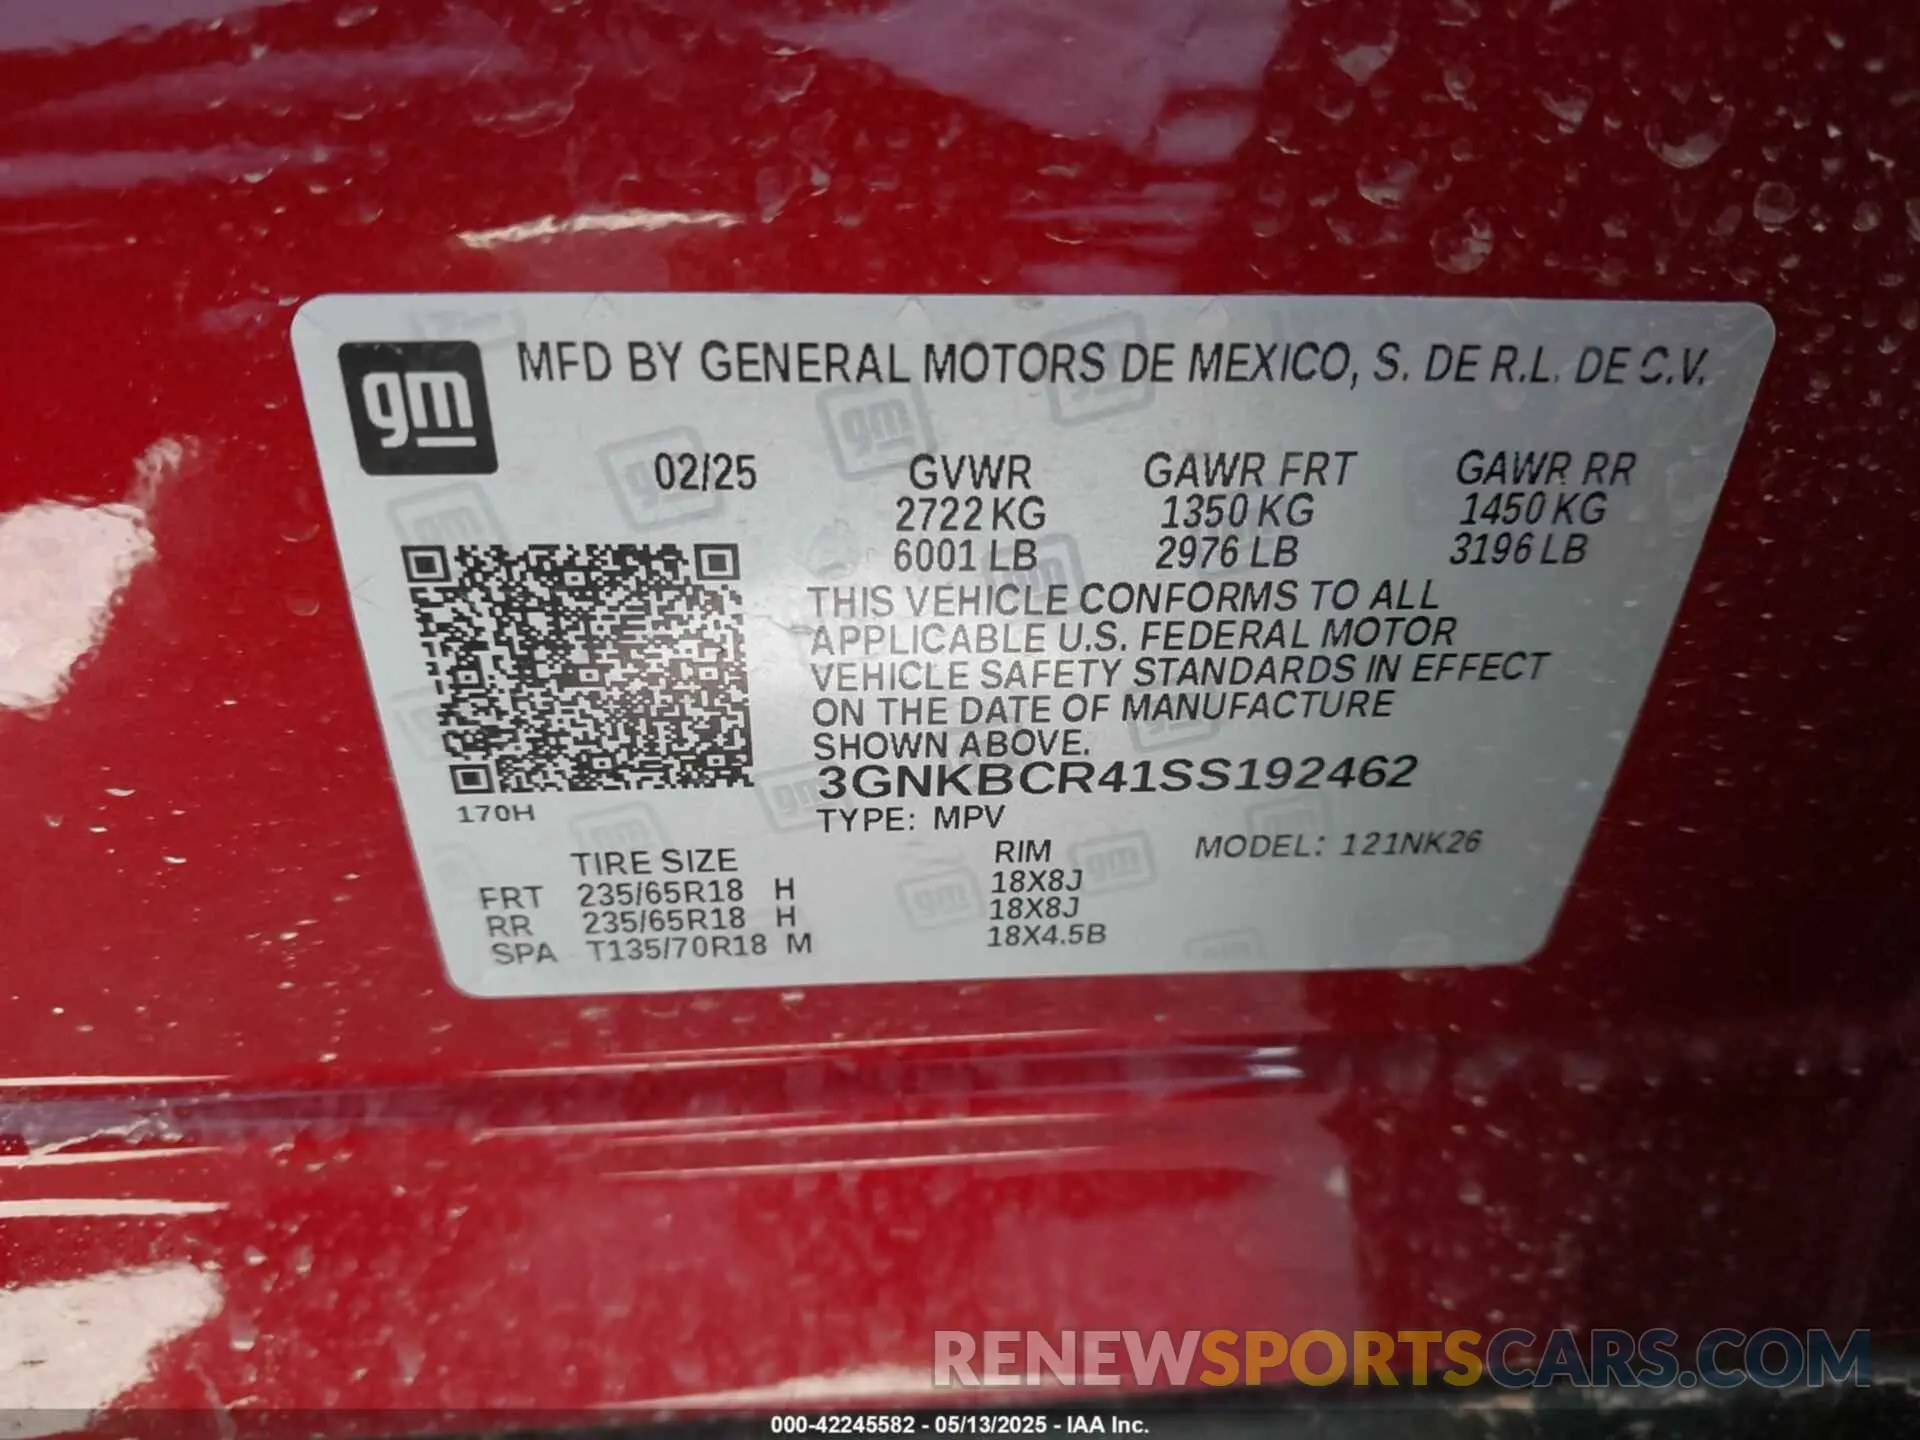 gm
MFD BY GENERAL MOTORS DE MEXICO, S. DE R.L. DE C.V.
02/25 GVWR GAWR FRT GAWR RR
2722 KG 1350 KG 1450 KG
6001 LB 2976 LB 3196 LB
THIS VEHICLE CONFORMS TO ALL
APPLICABLE U.S. FEDERAL MOTOR
VEHICLE SAFETY STANDARDS IN EFFECT
ON THE DATE OF MANUFACTURE
SHOWN ABOVE.
3GNKBCR41SS192462
170H
TYPE: MPV
MODEL: 121NK26
TIRE SIZE RIM
FRT 235/65R18 H 18X8J
RR 235/65R18 H 18X8J
SPA T135/70R18 M 18X4.5B
RENEWSPORTSCARS.COM
000-42245582 - 05/13/2025 - IAA Inc.